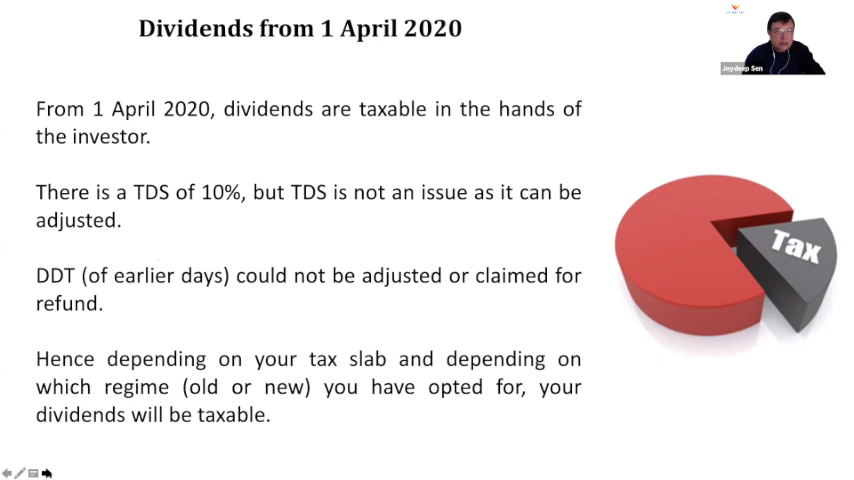 Dividends from 1 April 2020
Joydeep Sen
From 1 April 2020, dividends are taxable in the hands of
the investor.
There is a TDS of 10%, but TDS is not an issue as it can be
adjusted.
Tax
DDT (of earlier days) could not be adjusted or claimed for
refund.
Hence depending on your tax slab and depending on
which regime (old or new) you have opted for, your
dividends will be taxable.